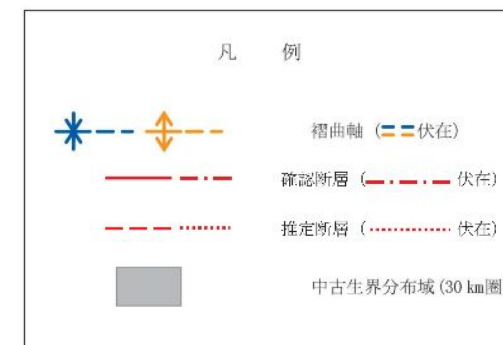 凡 例
褶曲軸 (伏在)
確認断層 (伏在)
推定断層 (伏在)
中古生界分布域(30 km圏